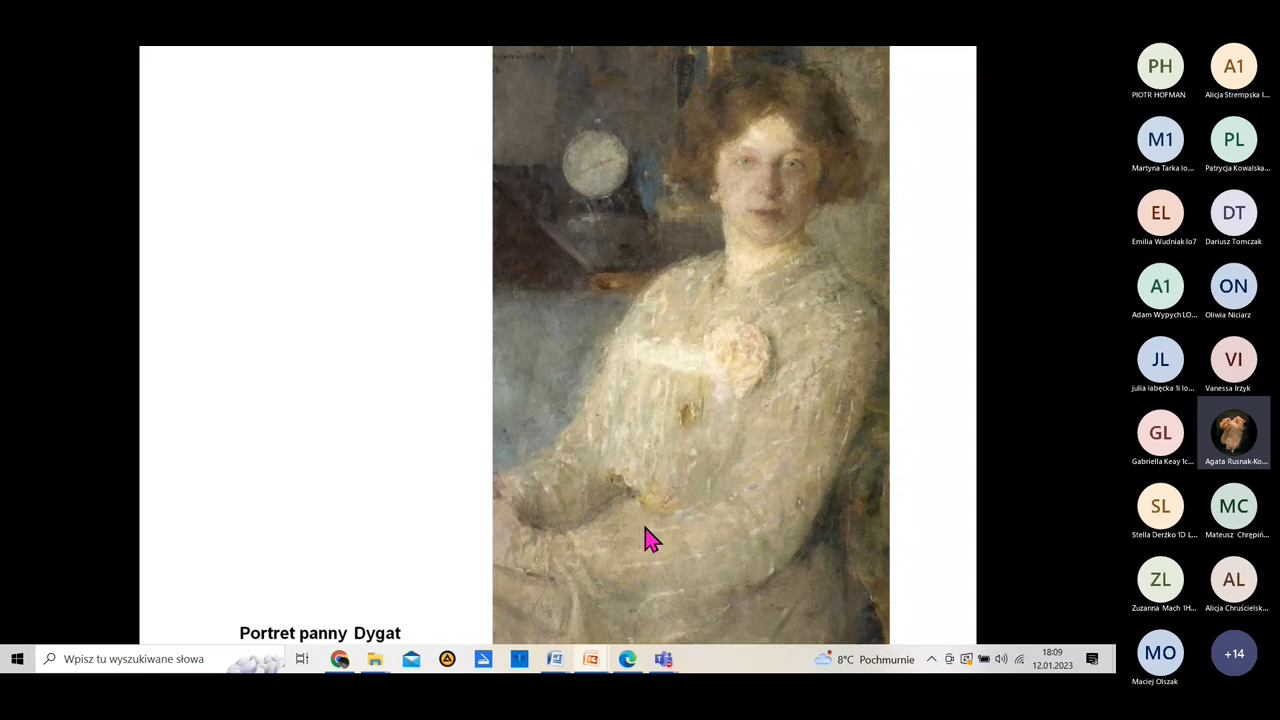 Portret panny Dygat
Wpisz tu wyszukiwane słowa
8°C Pochmurnie
18:09
12.01.2023
PH
PIOTR HOFMAN
A1
Alicja Strempska I...
M1
Martyna Tarka lo...
PL
Patrycja Kowalska...
EL
Emilia Wudniak lo7
DT
Dariusz Tomczak
A1
Adam Wypych LO...
ON
Oliwia Niciarz
JL
julia łabęcka 1i lo...
VI
Vanessa Irzyk
GL
Gabriella Keay 1c...
Agata Rusnak-Ko...
SL
Stella Derżko 1D L...
MC
Mateusz Chrępiń...
ZL
Zuzanna Mach 1H...
AL
Alicja Chruścielsk...
MO
Maciej Olszak
+14